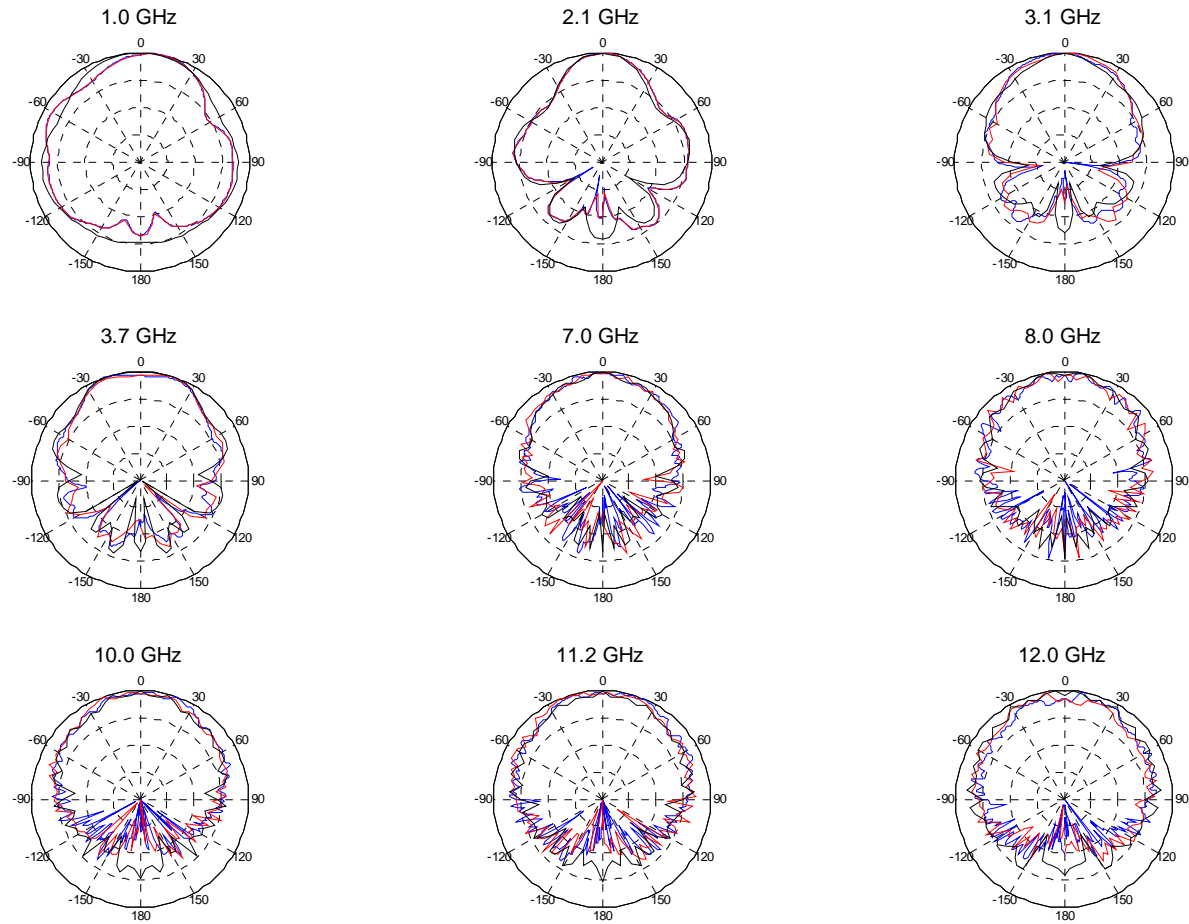 1.0 GHz 2.1 GHz 3.1 GHz
0 0 0
-30 30 -30 30 -30 30
-60 60 -60 60 -60 60
-90 90 -90 90 -90 90
-120 120 -120 120 -120 120
-150 150 -150 150 -150 150
180 180 180
3.7 GHz 7.0 GHz 8.0 GHz
0 0 0
-30 30 -30 30 -30 30
-60 60 -60 60 -60 60
-90 90 -90 90 -90 90
-120 120 -120 120 -120 120
-150 150 -150 150 -150 150
180 180 180
10.0 GHz 11.2 GHz 12.0 GHz
0 0 0
-30 30 -30 30 -30 30
-60 60 -60 60 -60 60
-90 90 -90 90 -90 90
-120 120 -120 120 -120 120
-150 150 -150 150 -150 150
180 180 180